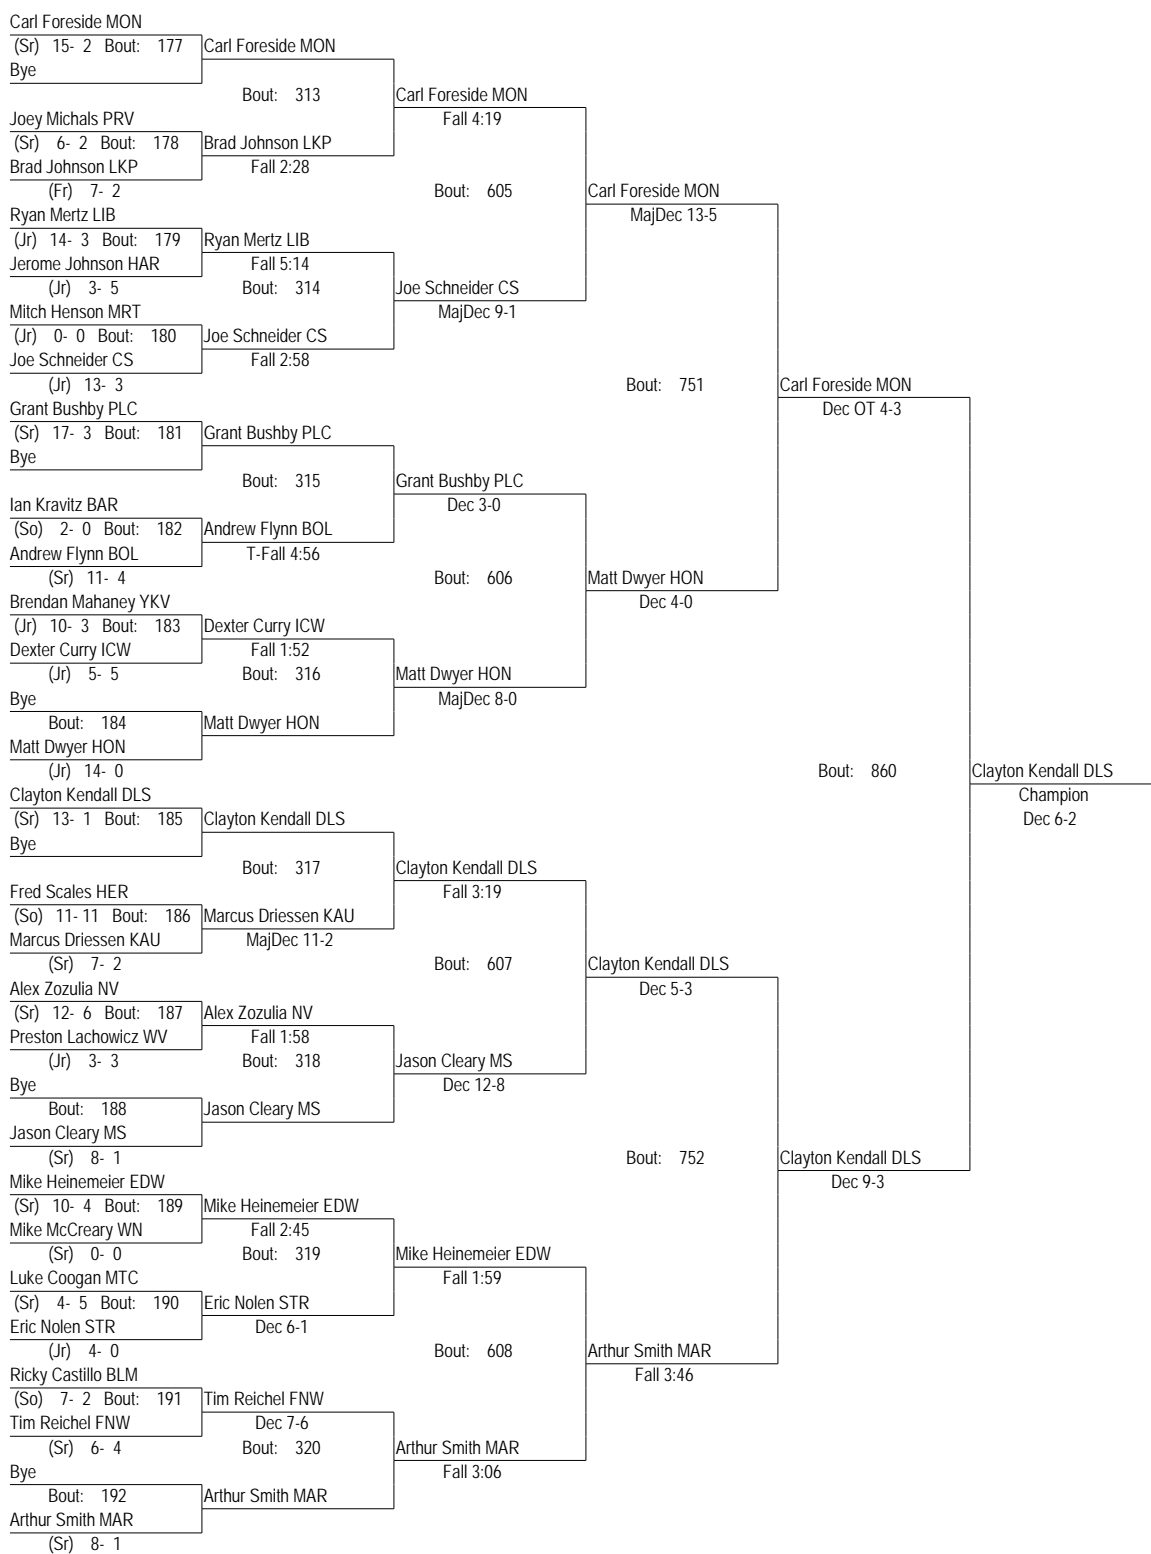 Carl Foreside MON
(Sr) 15- 2 Bout: 177 Carl Foreside MON
Bye
Bout: 313 Carl Foreside MON
Joey Michals PRV Fall 4:19
(Sr) 6- 2 Bout: 178 Brad Johnson LKP
Brad Johnson LKP Fall 2:28
(Fr) 7- 2 Bout: 605 Carl Foreside MON
Ryan Mertz LIB MajDec 13-5
(Jr) 14- 3 Bout: 179 Ryan Mertz LIB
Jerome Johnson HAR Fall 5:14
(Jr) 3- 5 Bout: 314 Joe Schneider CS
Mitch Henson MRT MajDec 9-1
(Jr) 0- 0 Bout: 180 Joe Schneider CS
Joe Schneider CS Fall 2:58
(Jr) 13- 3 Bout: 751 Carl Foreside MON
Grant Bushby PLC Dec OT 4-3
(Sr) 17- 3 Bout: 181 Grant Bushby PLC
Bye
Bout: 315 Grant Bushby PLC
Ian Kravitz BAR Dec 3-0
(So) 2- 0 Bout: 182 Andrew Flynn BOL
Andrew Flynn BOL T-Fall 4:56
(Sr) 11- 4 Bout: 606 Matt Dwyer HON
Brendan Mahaney YKV Dec 4-0
(Jr) 10- 3 Bout: 183 Dexter Curry ICW
Dexter Curry ICW Fall 1:52
(Jr) 5- 5 Bout: 316 Matt Dwyer HON
Bye MajDec 8-0
Bout: 184 Matt Dwyer HON
Matt Dwyer HON
(Jr) 14- 0 Bout: 860 Clayton Kendall DLS
Clayton Kendall DLS Champion
(Sr) 13- 1 Bout: 185 Clayton Kendall DLS Dec 6-2
Bye
Bout: 317 Clayton Kendall DLS
Fred Scales HER Fall 3:19
(So) 11- 11 Bout: 186 Marcus Driessen KAU
Marcus Driessen KAU MajDec 11-2
(Sr) 7- 2 Bout: 607 Clayton Kendall DLS
Alex Zozulia NV Dec 5-3
(Sr) 12- 6 Bout: 187 Alex Zozulia NV
Preston Lachowicz WV Fall 1:58
(Jr) 3- 3 Bout: 318 Jason Cleary MS
Bye Dec 12-8
Bout: 188 Jason Cleary MS
Jason Cleary MS
(Sr) 8- 1 Bout: 752 Clayton Kendall DLS
Mike Heinemeier EDW Dec 9-3
(Sr) 10- 4 Bout: 189 Mike Heinemeier EDW
Mike McCreary WN Fall 2:45
(Sr) 0- 0 Bout: 319 Mike Heinemeier EDW
Luke Coogan MTC Fall 1:59
(Sr) 4- 5 Bout: 190 Eric Nolen STR
Eric Nolen STR Dec 6-1
(Jr) 4- 0 Bout: 608 Arthur Smith MAR
Ricky Castillo BLM Fall 3:46
(So) 7- 2 Bout: 191 Tim Reichel FNW
Tim Reichel FNW Dec 7-6
(Sr) 6- 4 Bout: 320 Arthur Smith MAR
Bye Fall 3:06
Bout: 192 Arthur Smith MAR
Arthur Smith MAR
(Sr) 8- 1